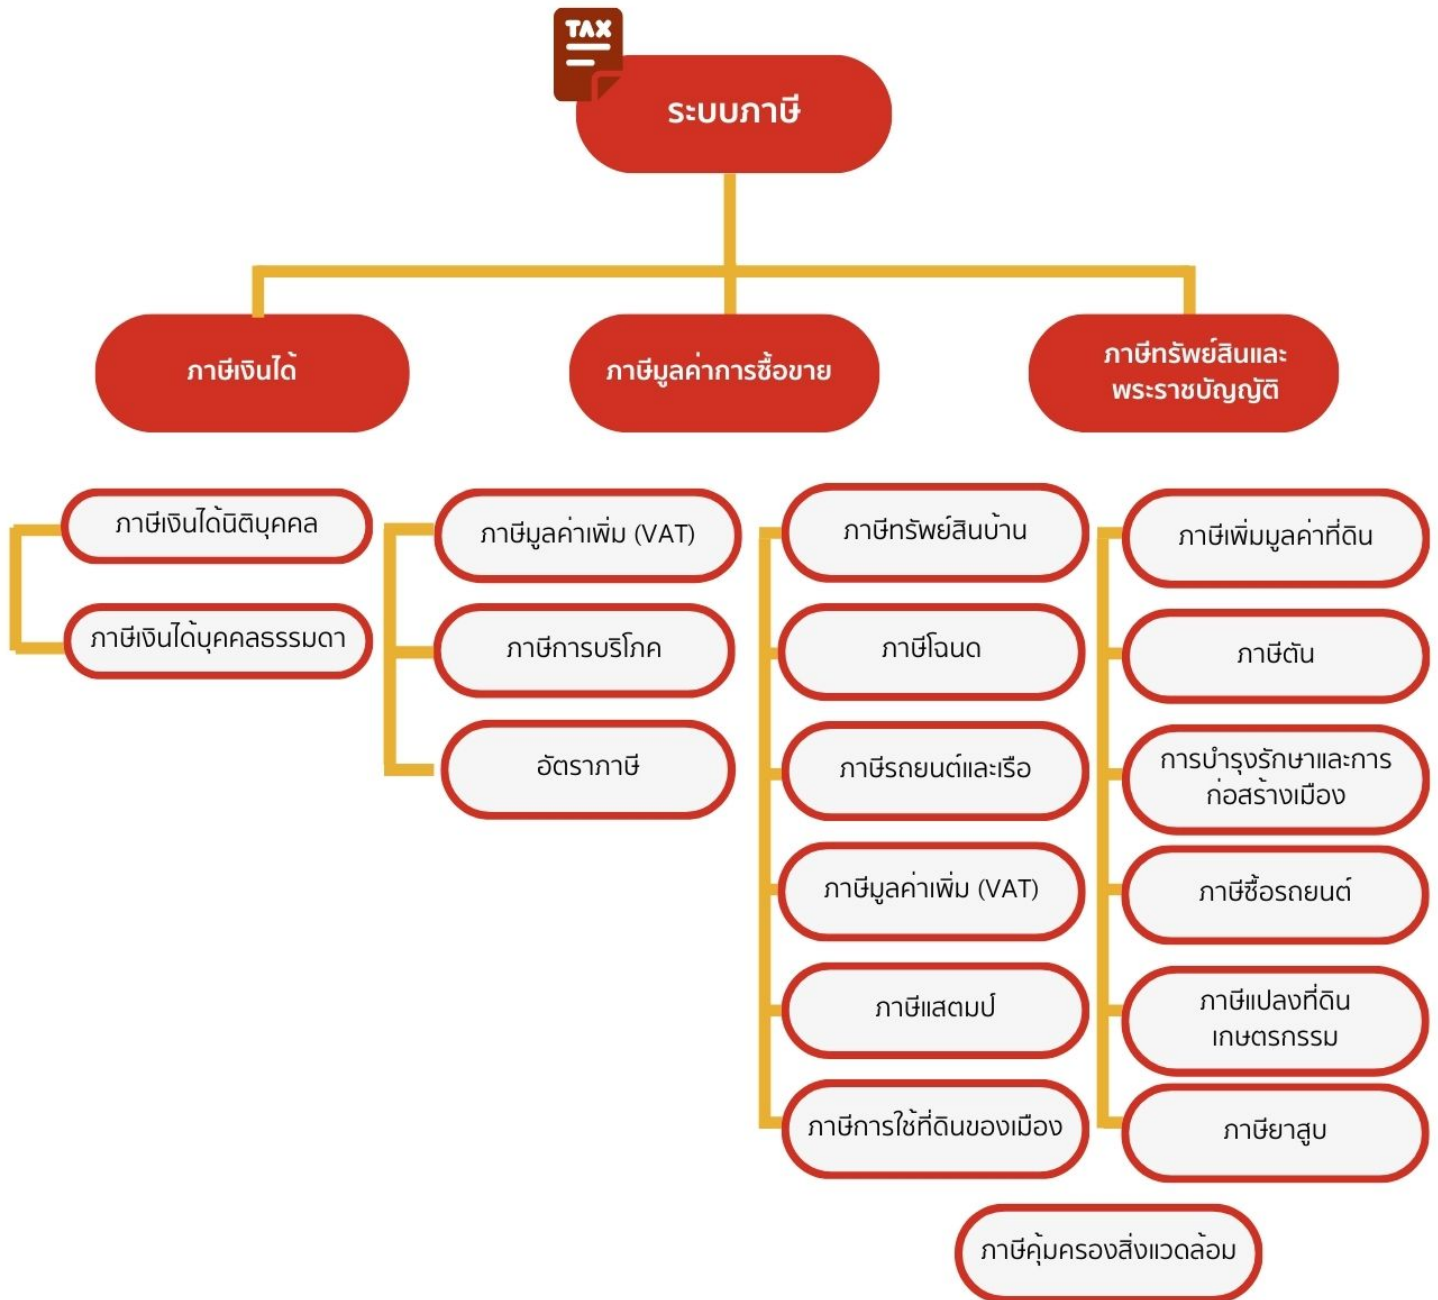 TAX
ระบบภาษี
ภาษีเงินได้
ภาษีมูลค่าการซื้อขาย
ภาษีทรัพย์สินและ
พระราชบัญญัติ
ภาษีเงินได้นิติบุคคล
ภาษีเงินได้บุคคลธรรมดา
ภาษีมูลค่าเพิ่ม (VAT)
ภาษีการบริโภค
อัตราภาษี
ภาษีทรัพย์สินบ้าน
ภาษีโฉนด
ภาษีรถยนต์และเรือ
ภาษีมูลค่าเพิ่ม (VAT)
ภาษีแสตมป์
ภาษีการใช้ที่ดินของเมือง
ภาษีเพิ่มมูลค่าที่ดิน
ภาษีตัน
การบำรุงรักษาและการ
ก่อสร้างเมือง
ภาษีซื้อรถยนต์
ภาษีแปลงที่ดิน
เกษตรกรรม
ภาษียาสูบ
ภาษีคุ้มครองสิ่งแวดล้อม